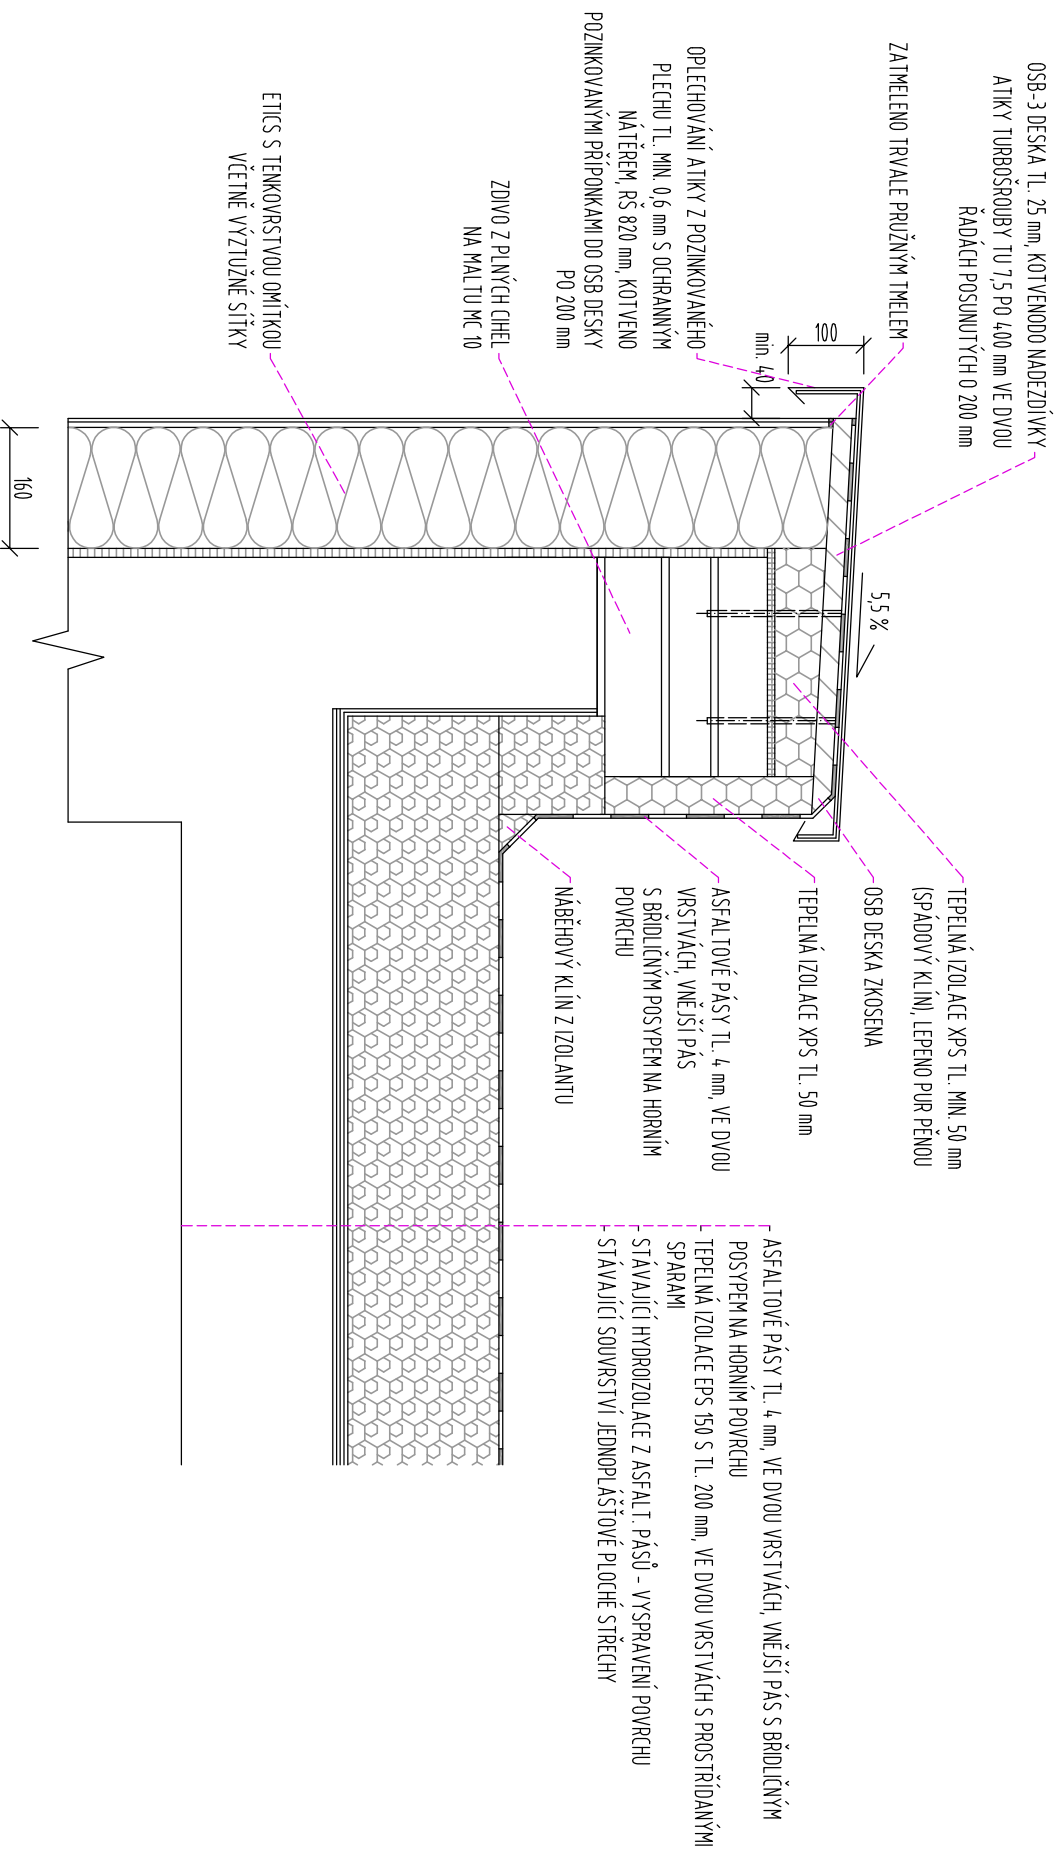 OSB-3 DESKA TL. 25 mm, KOTVENODO NADEZDÍVKY
ATIKY TURBOŠROUBY TU 7,5 PO 400 mm VE DVOU
ŘADÁCH POSUNUTÝCH O 200 mm
ZATMELENO TRVALE PRUŽNÝM TMELEM
OPLECHOVÁNÍ ATIKY Z POZINKOVANÉHO
PLECHU TL. MIN. 0,6 mm S OCHRANNÝM
NÁTĚREM, RŠ 820 mm, KOTVENO
POZINKOVANÝMI PŘÍPONKAMI DO OSB DESKY
PO 200 mm
ZDIVO Z PLNÝCH CIHEL
NA MALTU MC 10
ETICS S TENKOVRSTVOU OMÍTKOU
VČETNĚ VÝZTUŽNÉ SÍŤKY
100
min. 40
160
5,5 %
TEPELNÁ IZOLACE XPS TL. MIN. 50 mm
(SPÁDOVÝ KLÍN), LEPENO PUR PĚNOU
OSB DESKA ZKOSENA
TEPELNÁ IZOLACE XPS TL. 50 mm
ASFALTOVÉ PÁSY TL. 4 mm, VE DVOU
VRSTVÁCH, VNĚJŠÍ PÁS
S BŘIDLIČNÝM POSYPEM NA HORNÍM
POVRCHU
NÁBĚHOVÝ KLÍN Z IZOLANTU
ASFALTOVÉ PÁSY TL. 4 mm, VE DVOU VRSTVÁCH, VNĚJŠÍ PÁS S BŘIDLIČNÝM
POSYPEM NA HORNÍM POVRCHU
TEPELNÁ IZOLACE EPS 150 S TL. 200 mm, VE DVOU VRSTVÁCH S PROSTŘÍDANÝMI
SPARAMI
STÁVAJÍCÍ HYDROIZOLACE Z ASFALT. PÁSŮ - VYSPRAVENÍ POVRCHU
STÁVAJÍCÍ SOUVRSTVÍ JEDNOPLÁŠŤOVÉ PLOCHÉ STŘECHY